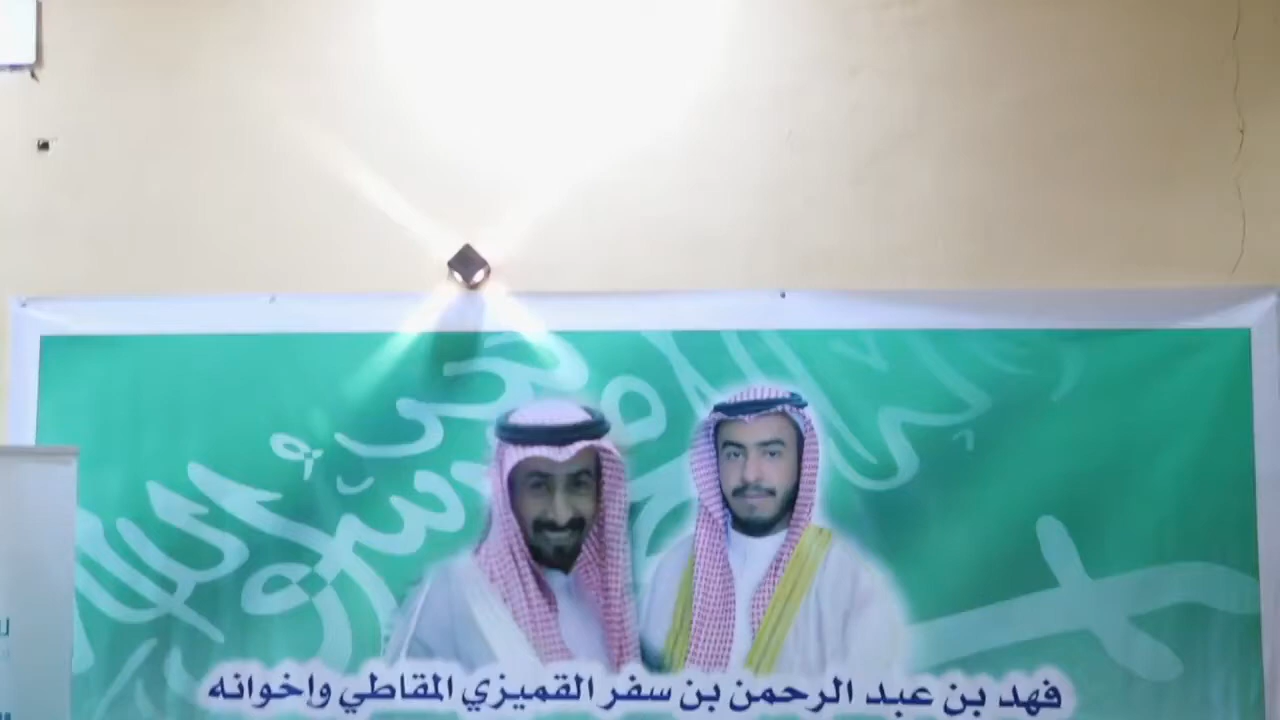 فهد بن عبد الرحمن بن سفر القميزي المقاطي واخوانه